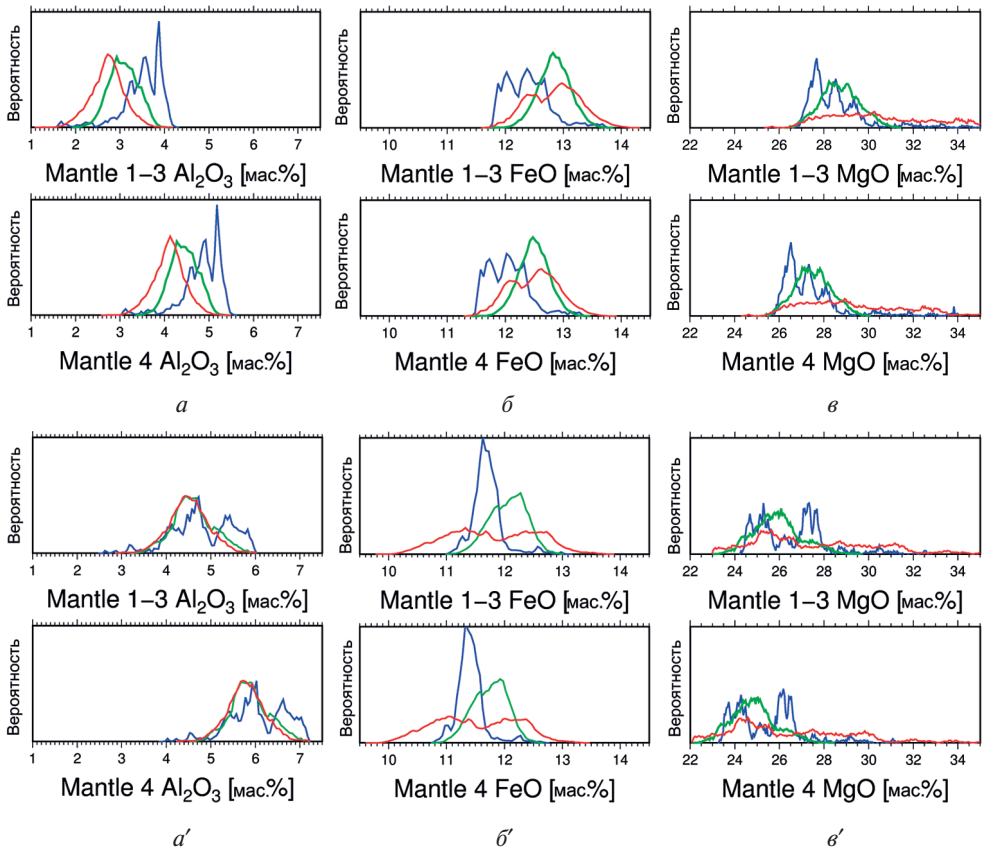 Вероятность
Вероятность
Вероятность
1 2 3 4 5 6 7
10 11 12 13 14
22 24 26 28 30 32 34
Mantle 1–3 Al₂O₃ [мас.%]
Mantle 1–3 FeO [мас.%]
Mantle 1–3 MgO [мас.%]
Вероятность
Вероятность
Вероятность
1 2 3 4 5 6 7
10 11 12 13 14
22 24 26 28 30 32 34
Mantle 4 Al₂O₃ [мас.%]
Mantle 4 FeO [мас.%]
Mantle 4 MgO [мас.%]
а
б
в
Вероятность
Вероятность
Вероятность
1 2 3 4 5 6 7
10 11 12 13 14
22 24 26 28 30 32 34
Mantle 1–3 Al₂O₃ [мас.%]
Mantle 1–3 FeO [мас.%]
Mantle 1–3 MgO [мас.%]
Вероятность
Вероятность
Вероятность
1 2 3 4 5 6 7
10 11 12 13 14
22 24 26 28 30 32 34
Mantle 4 Al₂O₃ [мас.%]
Mantle 4 FeO [мас.%]
Mantle 4 MgO [мас.%]
а′
б′
в′